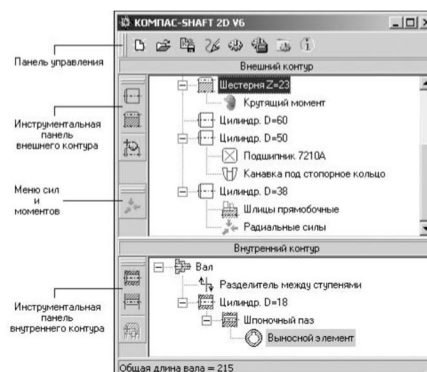 КОМПАС-SHAFT 2D V6
Панель управления
Внешний контур
Шестерня Z=23
Крутящий момент
Цилиндр. D=60
Цилиндр. D=50
Подшипник 7210А
Канавка под стопорное кольцо
Цилиндр. D=38
Шлицы прямобочные
Радиальные силы
Инструментальная
панель
внешнего контура
Меню сил
и
моментов
Внутренний контур
Вал
Разделитель между ступенями
Цилиндр. D=18
Шпоночный паз
Выносной элемент
Инструментальная
панель
внутреннего контура
Общая длина вала = 215